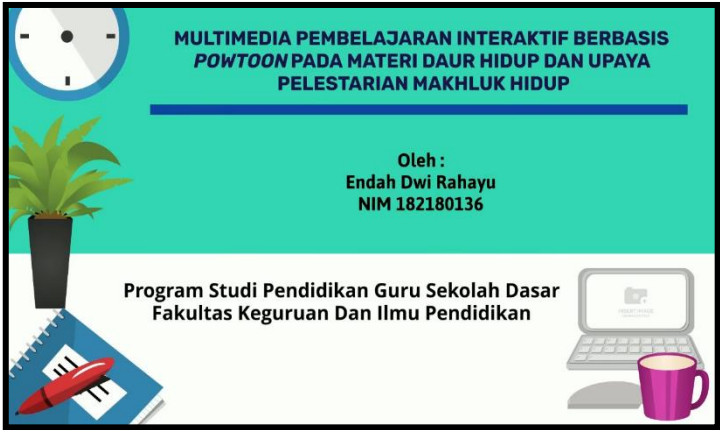 MULTIMEDIA PEMBELAJARAN INTERAKTIF BERBASIS
POWTOON PADA MATERI DAUR HIDUP DAN UPAYA
PELESTARIAN MAKHLUK HIDUP
Oleh :
Endah Dwi Rahayu
NIM 182180136
Program Studi Pendidikan Guru Sekolah Dasar
Fakultas Keguruan Dan Ilmu Pendidikan